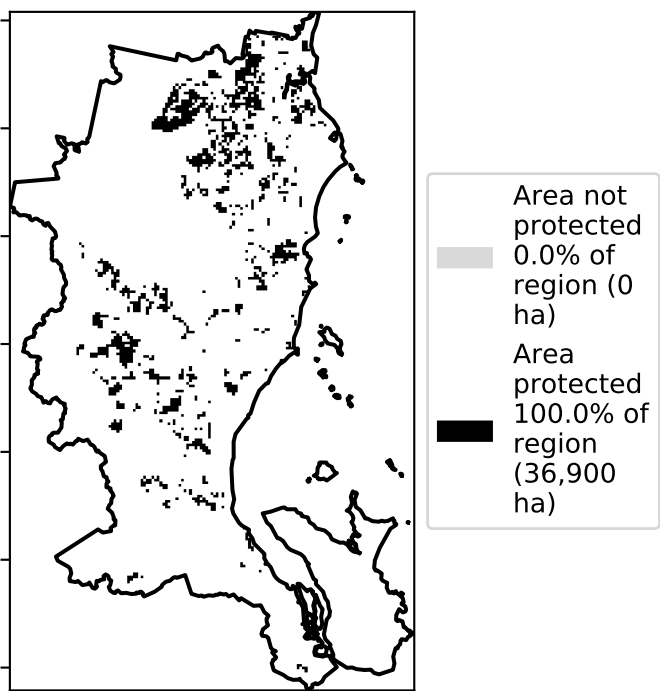 Area not
protected
0.0% of
region (0
ha)
Area
protected
100.0% of
region
(36,900
ha)